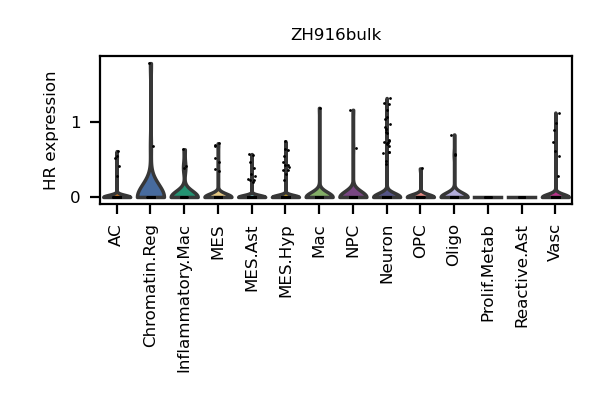 ZH916bulk
HR expression
1
0
AC
Chromatin.Reg
Inflammatory.Mac
MES
MES.Ast
MES.Hyp
Mac
NPC
Neuron
OPC
Oligo
Prolif.Metab
Reactive.Ast
Vasc